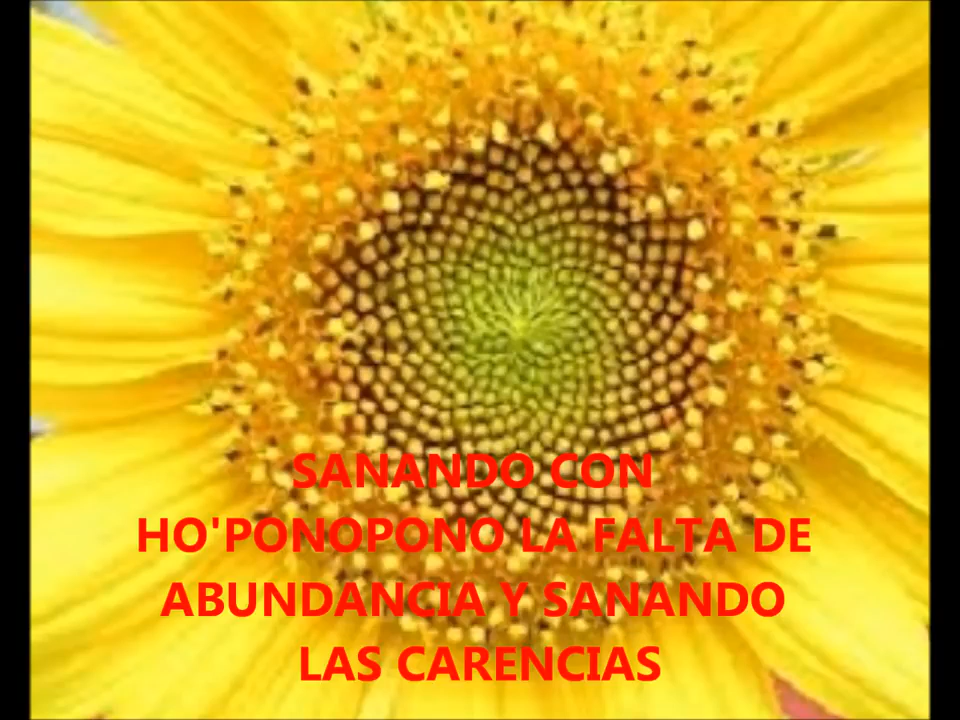 SANANDO CON
HO'PONOPONO LA FALTA DE
ABUNDANCIA Y SANANDO
LAS CARENCIAS